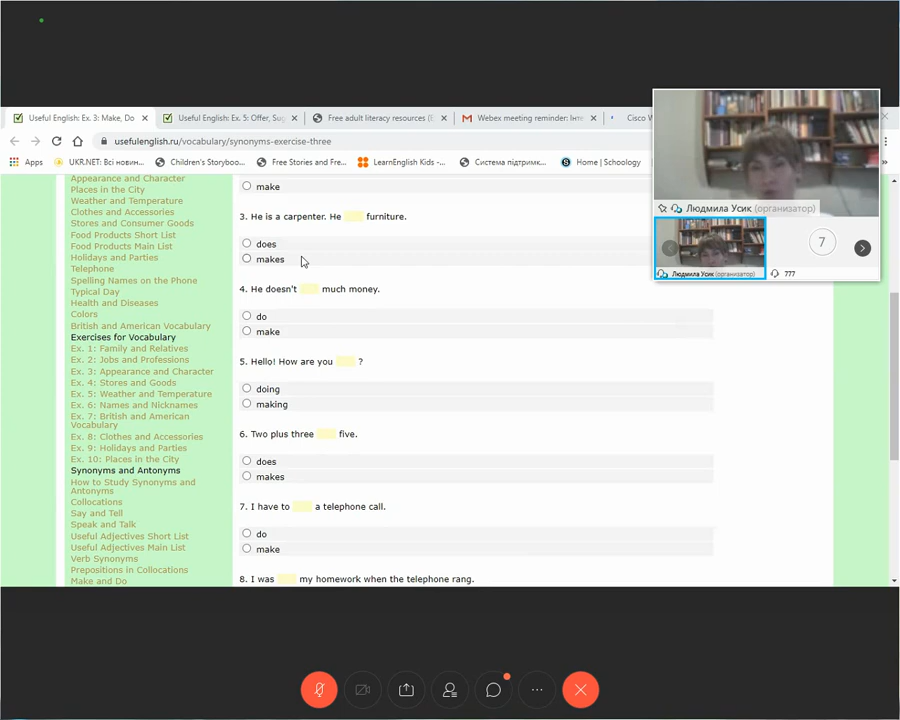 Useful English: Ex. 3: Make, Do
Useful English: Ex. 5: Offer, Sug
Free adult literacy resources (E
Webex meeting reminder: Inte
Cisco W
usefulenglish.ru/vocabulary/synonyms-exercise-three
Apps
UKR.NET: Всі новин...
Children's Storyboo...
Free Stories and Fre...
LearnEnglish Kids -...
Система підтримк...
Home | Schoology
Людмила Усик (организатор)
Людмила Усик (организатор)
7
777
Appearance and Character
Places in the City
Weather and Temperature
Clothes and Accessories
Stores and Consumer Goods
Food Products Short List
Food Products Main List
Holidays and Parties
Telephone
Spelling Names on the Phone
Typical Day
Health and Diseases
Colors
British and American Vocabulary
Exercises for Vocabulary
Ex. 1: Family and Relatives
Ex. 2: Jobs and Professions
Ex. 3: Appearance and Character
Ex. 4: Stores and Goods
Ex. 5: Weather and Temperature
Ex. 6: Names and Nicknames
Ex. 7: British and American
Vocabulary
Ex. 8: Clothes and Accessories
Ex. 9: Holidays and Parties
Ex. 10: Places in the City
Synonyms and Antonyms
How to Study Synonyms and
Antonyms
Collocations
Say and Tell
Speak and Talk
Useful Adjectives Short List
Useful Adjectives Main List
Verb Synonyms
Prepositions in Collocations
Make and Do
make
3. He is a carpenter. He furniture.
does
makes
4. He doesn't much money.
do
make
5. Hello! How are you ?
doing
making
6. Two plus three five.
does
makes
7. I have to a telephone call.
do
make
8. I was my homework when the telephone rang.